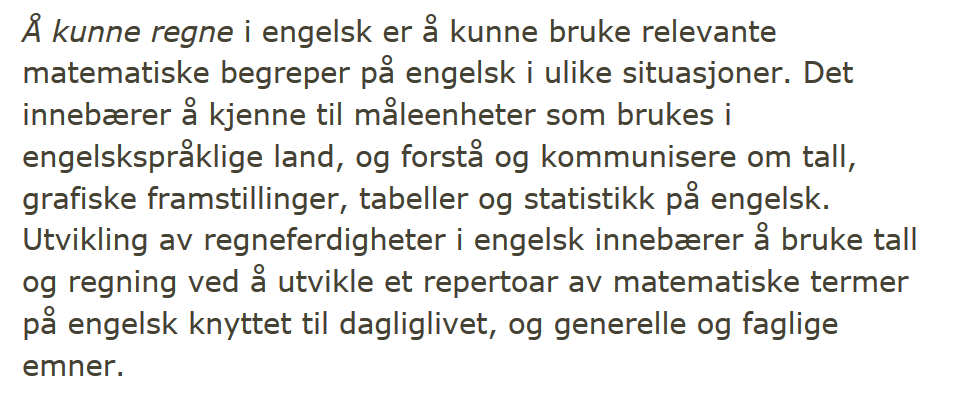 Å kunne regne i engelsk er å kunne bruke relevante
matematiske begreper på engelsk i ulike situasjoner. Det
innebærer å kjenne til måleenheter som brukes i
engelskspråklige land, og forstå og kommunisere om tall,
grafiske framstillinger, tabeller og statistikk på engelsk.
Utvikling av regneferdigheter i engelsk innebærer å bruke tall
og regning ved å utvikle et repertoar av matematiske termer
på engelsk knyttet til dagliglivet, og generelle og faglige
emner.